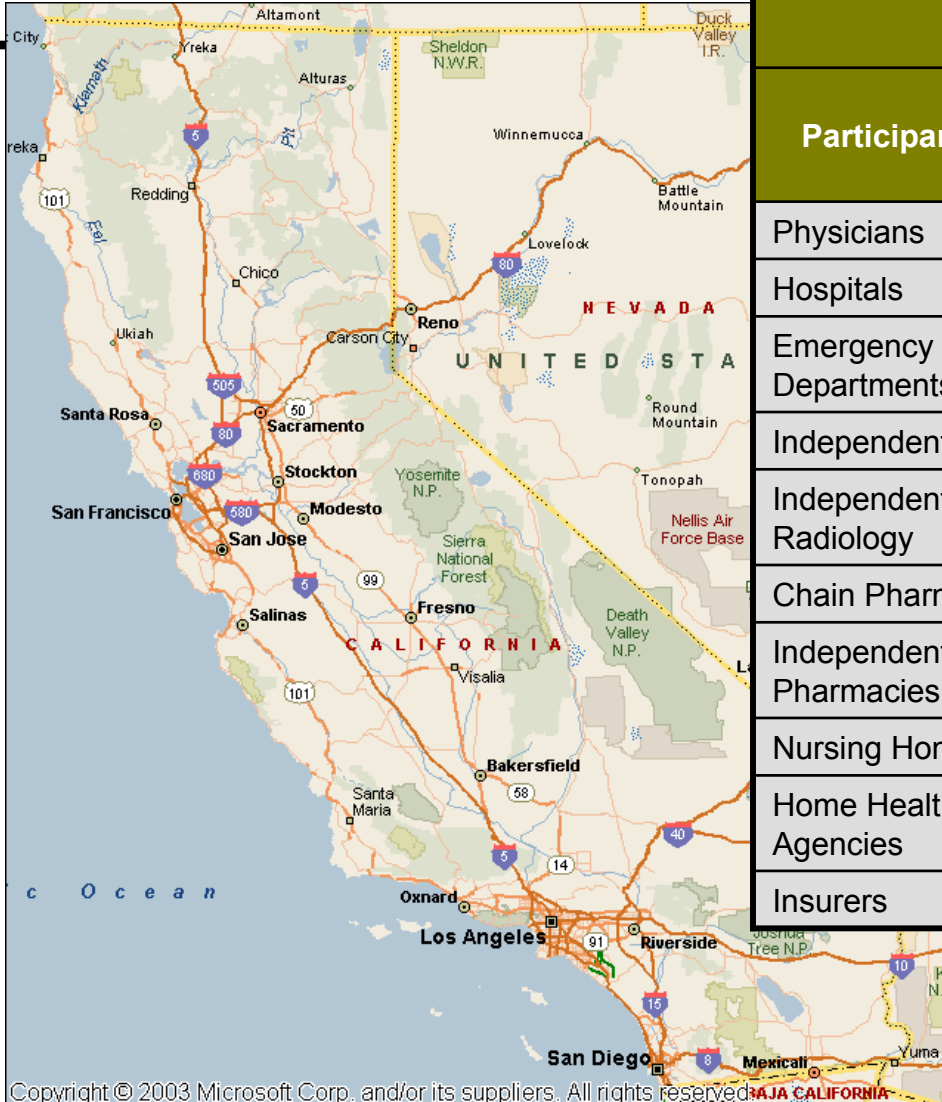 City
Altamont
Duck
Valley
I.R.
Yreka
Sheldon
N.W.R.
Klamath
Alturas
5
Pit
Winnemucca
reka
Redding
101
Battle
Mountain
Eel
Lovelock
80
Chico
NEVADA
Reno
Ukiah
Carson City
UNITED STA
505
50
Santa Rosa
Sacramento
80
Round
Mountain
680
Stockton
Yosemite
N.P.
Tonopah
San Francisco
580
Modesto
Nellis Air
Force Base
San Jose
Sierra
National
Forest
99
5
Fresno
Salinas
Death
Valley
N.P.
CALIFORNIA
Visalia
101
Bakersfield
58
Santa
Maria
40
5
14
c Ocean
Oxnard
Los Angeles
91
Riverside
Joshua
Tree N.P.
10
15
San Diego
8
Mexicali
Yuma
BAJA CALIFORNIA
Copyright © 2003 Microsoft Corp. and/or its suppliers. All rights reserved.
Participan
Physicians
Hospitals
Emergency
Departments
Independent
Independent
Radiology
Chain Pharm
Independent
Pharmacies
Nursing Hom
Home Healt
Agencies
Insurers